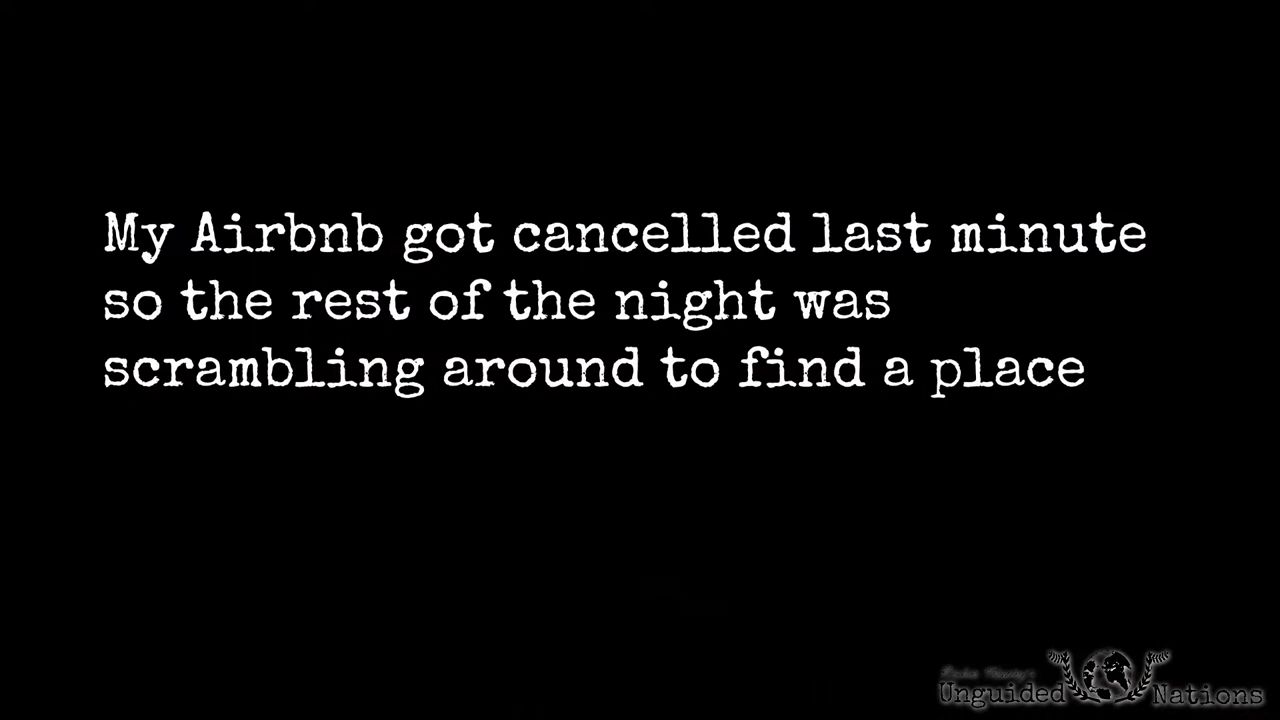 My Airbnb got cancelled last minute
so the rest of the night was
scrambling around to find a place
Unguided Nations